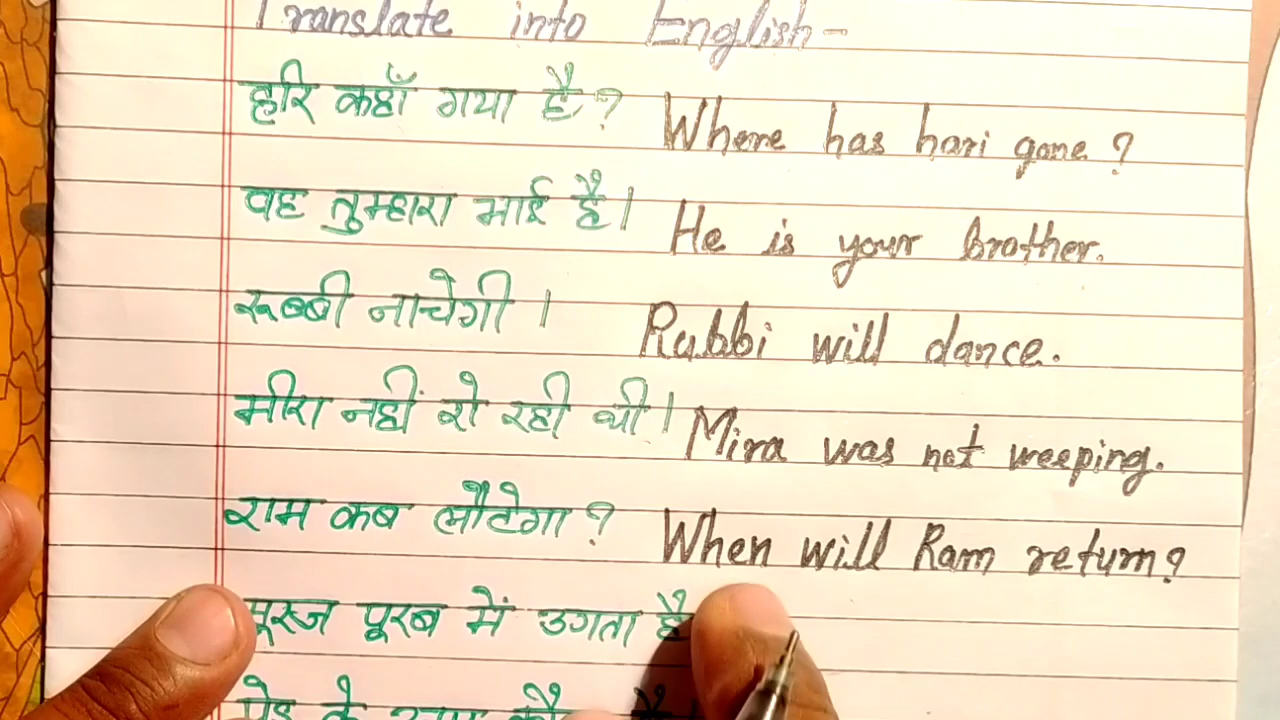 Translate into English-
हरि कहाँ गया है? Where has hari gone?
वह तुम्हारा भाई है। He is your brother.
रूब्बी नाचेगी। Rubbi will dance.
मीरा नहीं रो रही थी। Mira was not weeping.
राम कब लौटेगा? When will Ram return?
सूरज पूरब में उगता है
पेड़ के